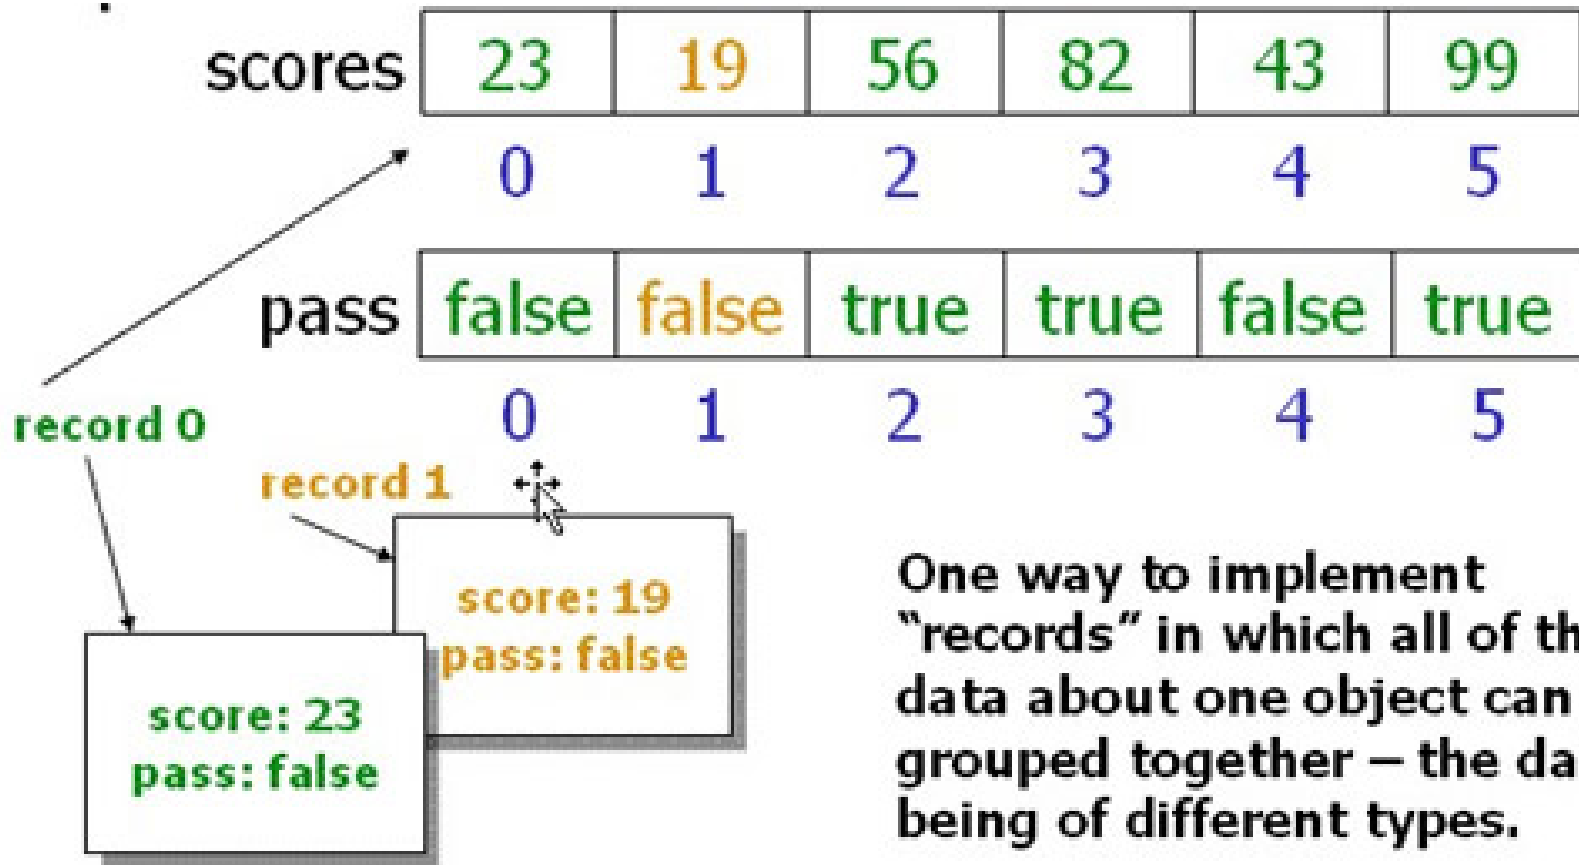 scores 23 19 56 82 43 99
0 1 2 3 4 5
pass false false true true false true
0 1 2 3 4 5
record 0
record 1
score: 19
pass: false
score: 23
pass: false
One way to implement
“records” in which all of
data about one object can
grouped together – the
being of different types.